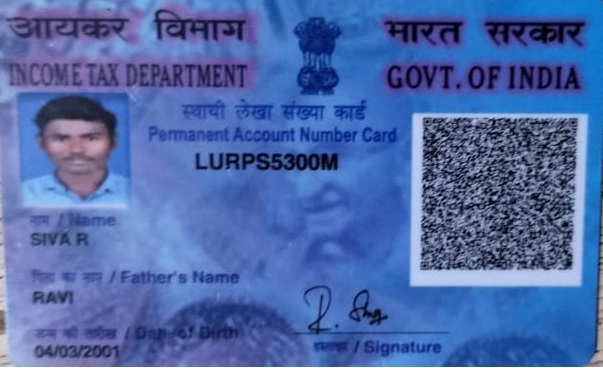 आयकर विभाग
INCOME TAX DEPARTMENT
भारत सरकार
GOVT. OF INDIA
स्थायी लेखा संख्या कार्ड
Permanent Account Number Card
LURPS5300M
नाम / Name
SIVA R
पिता का नाम / Father's Name
RAVI
जन्म की तारीख / Date of Birth
04/03/2001
हस्ताक्षर / Signature